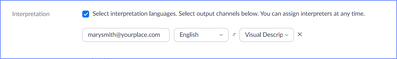 Interpretation
Select interpretation languages. Select output channels below. You can assign interpreters at any time.
marysmith@yourplace.com English Visual Descrip